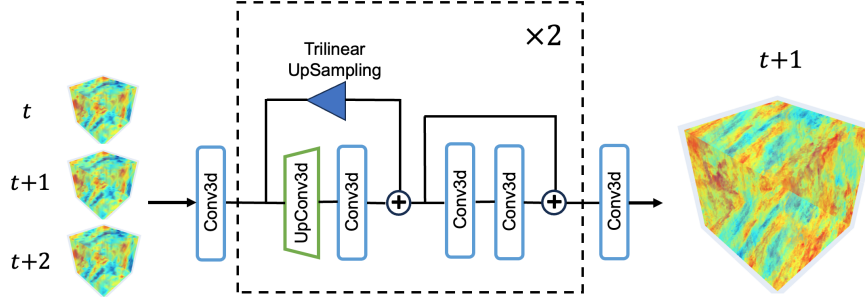 ×2
Trilinear
UpSampling
t+1
t
t+1
t+2
Conv3d
UpConv3d
Conv3d
+
Conv3d
Conv3d
+
Conv3d